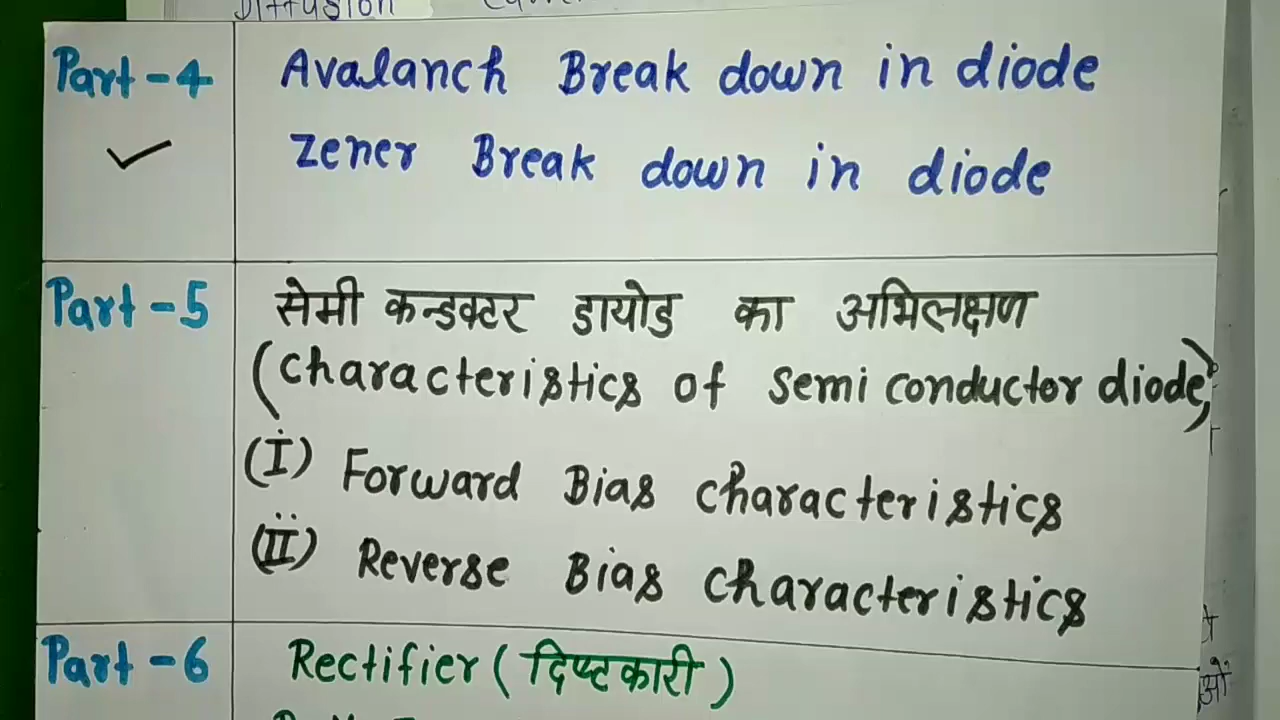 Diffusion
Part-4 Avalanch Break down in diode
Zener Break down in diode
Part-5 सेमी कन्डक्टर डायोड का अभिलक्षण
(Characteristics of Semi conductor diode)
(I) Forward Bias characteristics
(II) Reverse Bias characteristics
Part-6 Rectifier (दिष्टकारी)